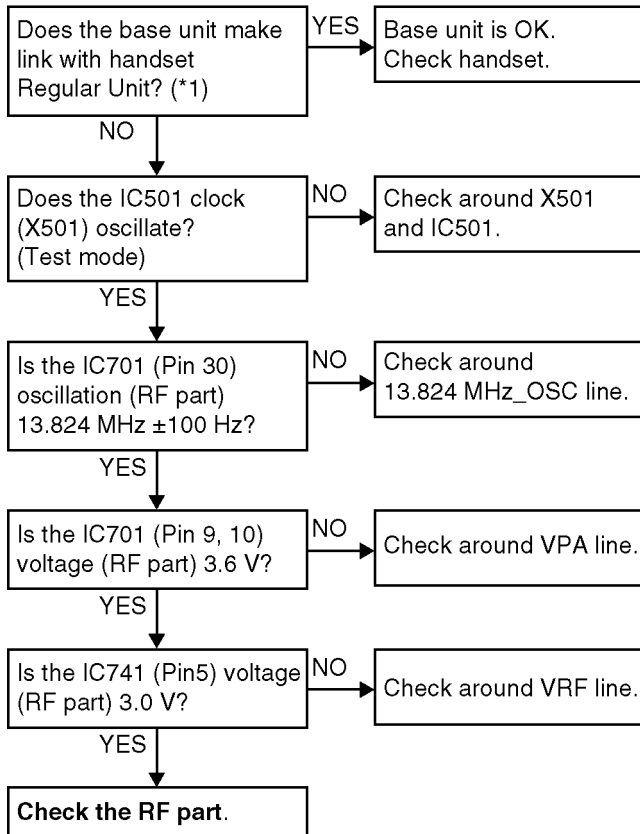 Does the base unit make
link with handset
Regular Unit? (*1)
YES
Base unit is OK.
Check handset.
NO
Does the IC501 clock
(X501) oscillate?
(Test mode)
NO
Check around X501
and IC501.
YES
Is the IC701 (Pin 30)
oscillation (RF part)
13.824 MHz ±100 Hz?
NO
Check around
13.824 MHz_OSC line.
YES
Is the IC701 (Pin 9, 10)
voltage (RF part) 3.6 V?
NO
Check around VPA line.
YES
Is the IC741 (Pin5) voltage
(RF part) 3.0 V?
NO
Check around VRF line.
YES
Check the RF part.